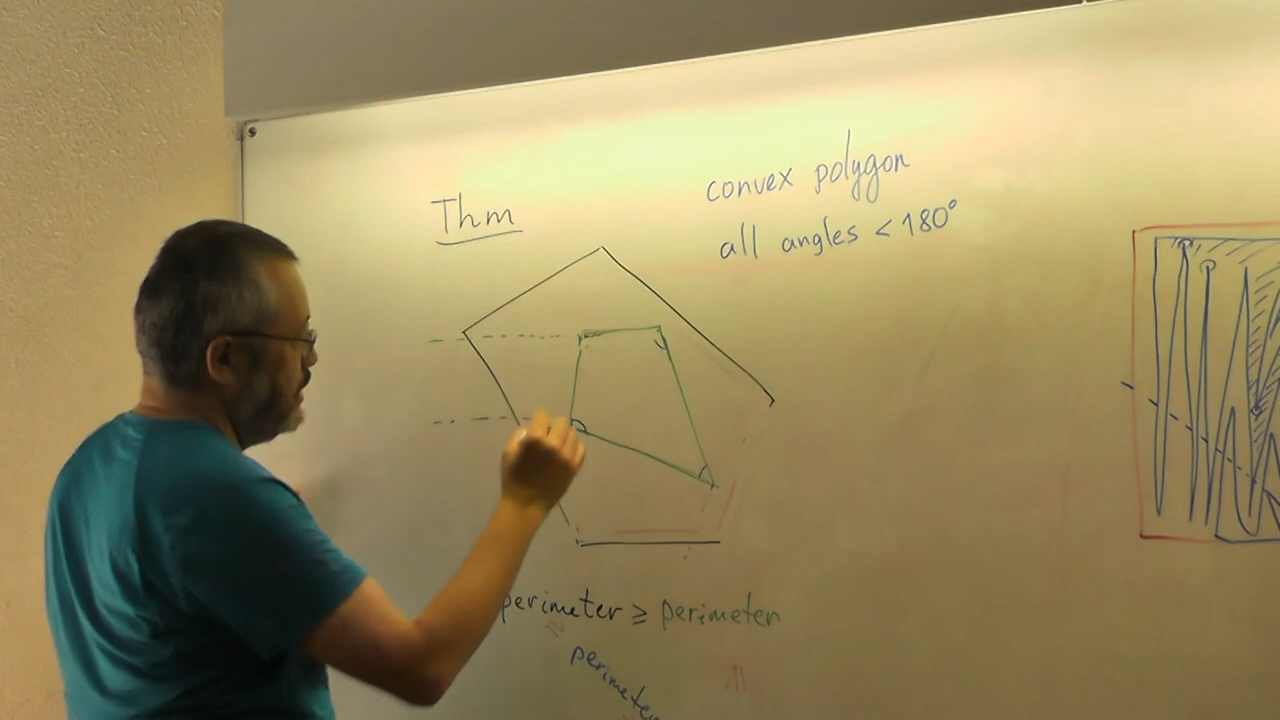 Thm
convex polygon
all angles < 180°
perimeter ≥ perimeter
perimeter